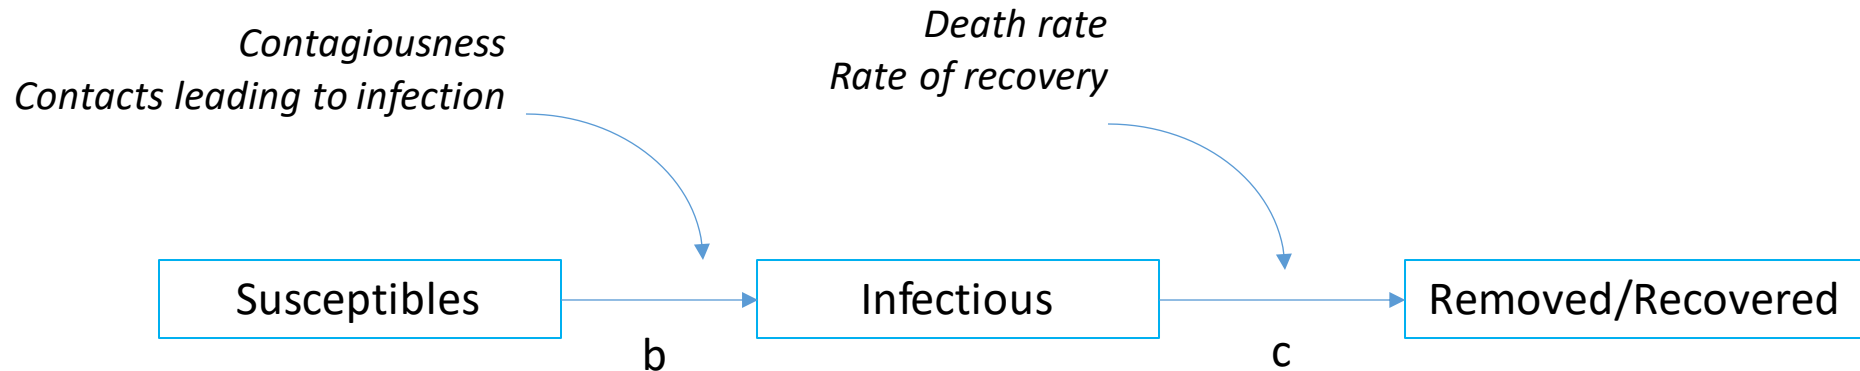 Contagiousness
Contacts leading to infection
Death rate
Rate of recovery
Susceptibles
Infectious
Removed/Recovered
b
c